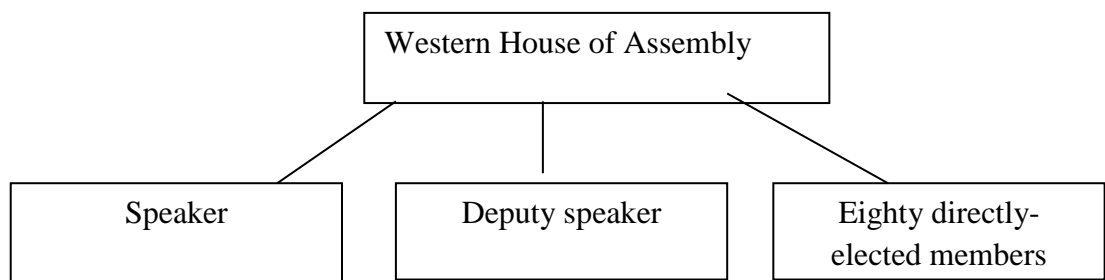 Western House of Assembly
Speaker
Deputy speaker
Eighty directly-
elected members